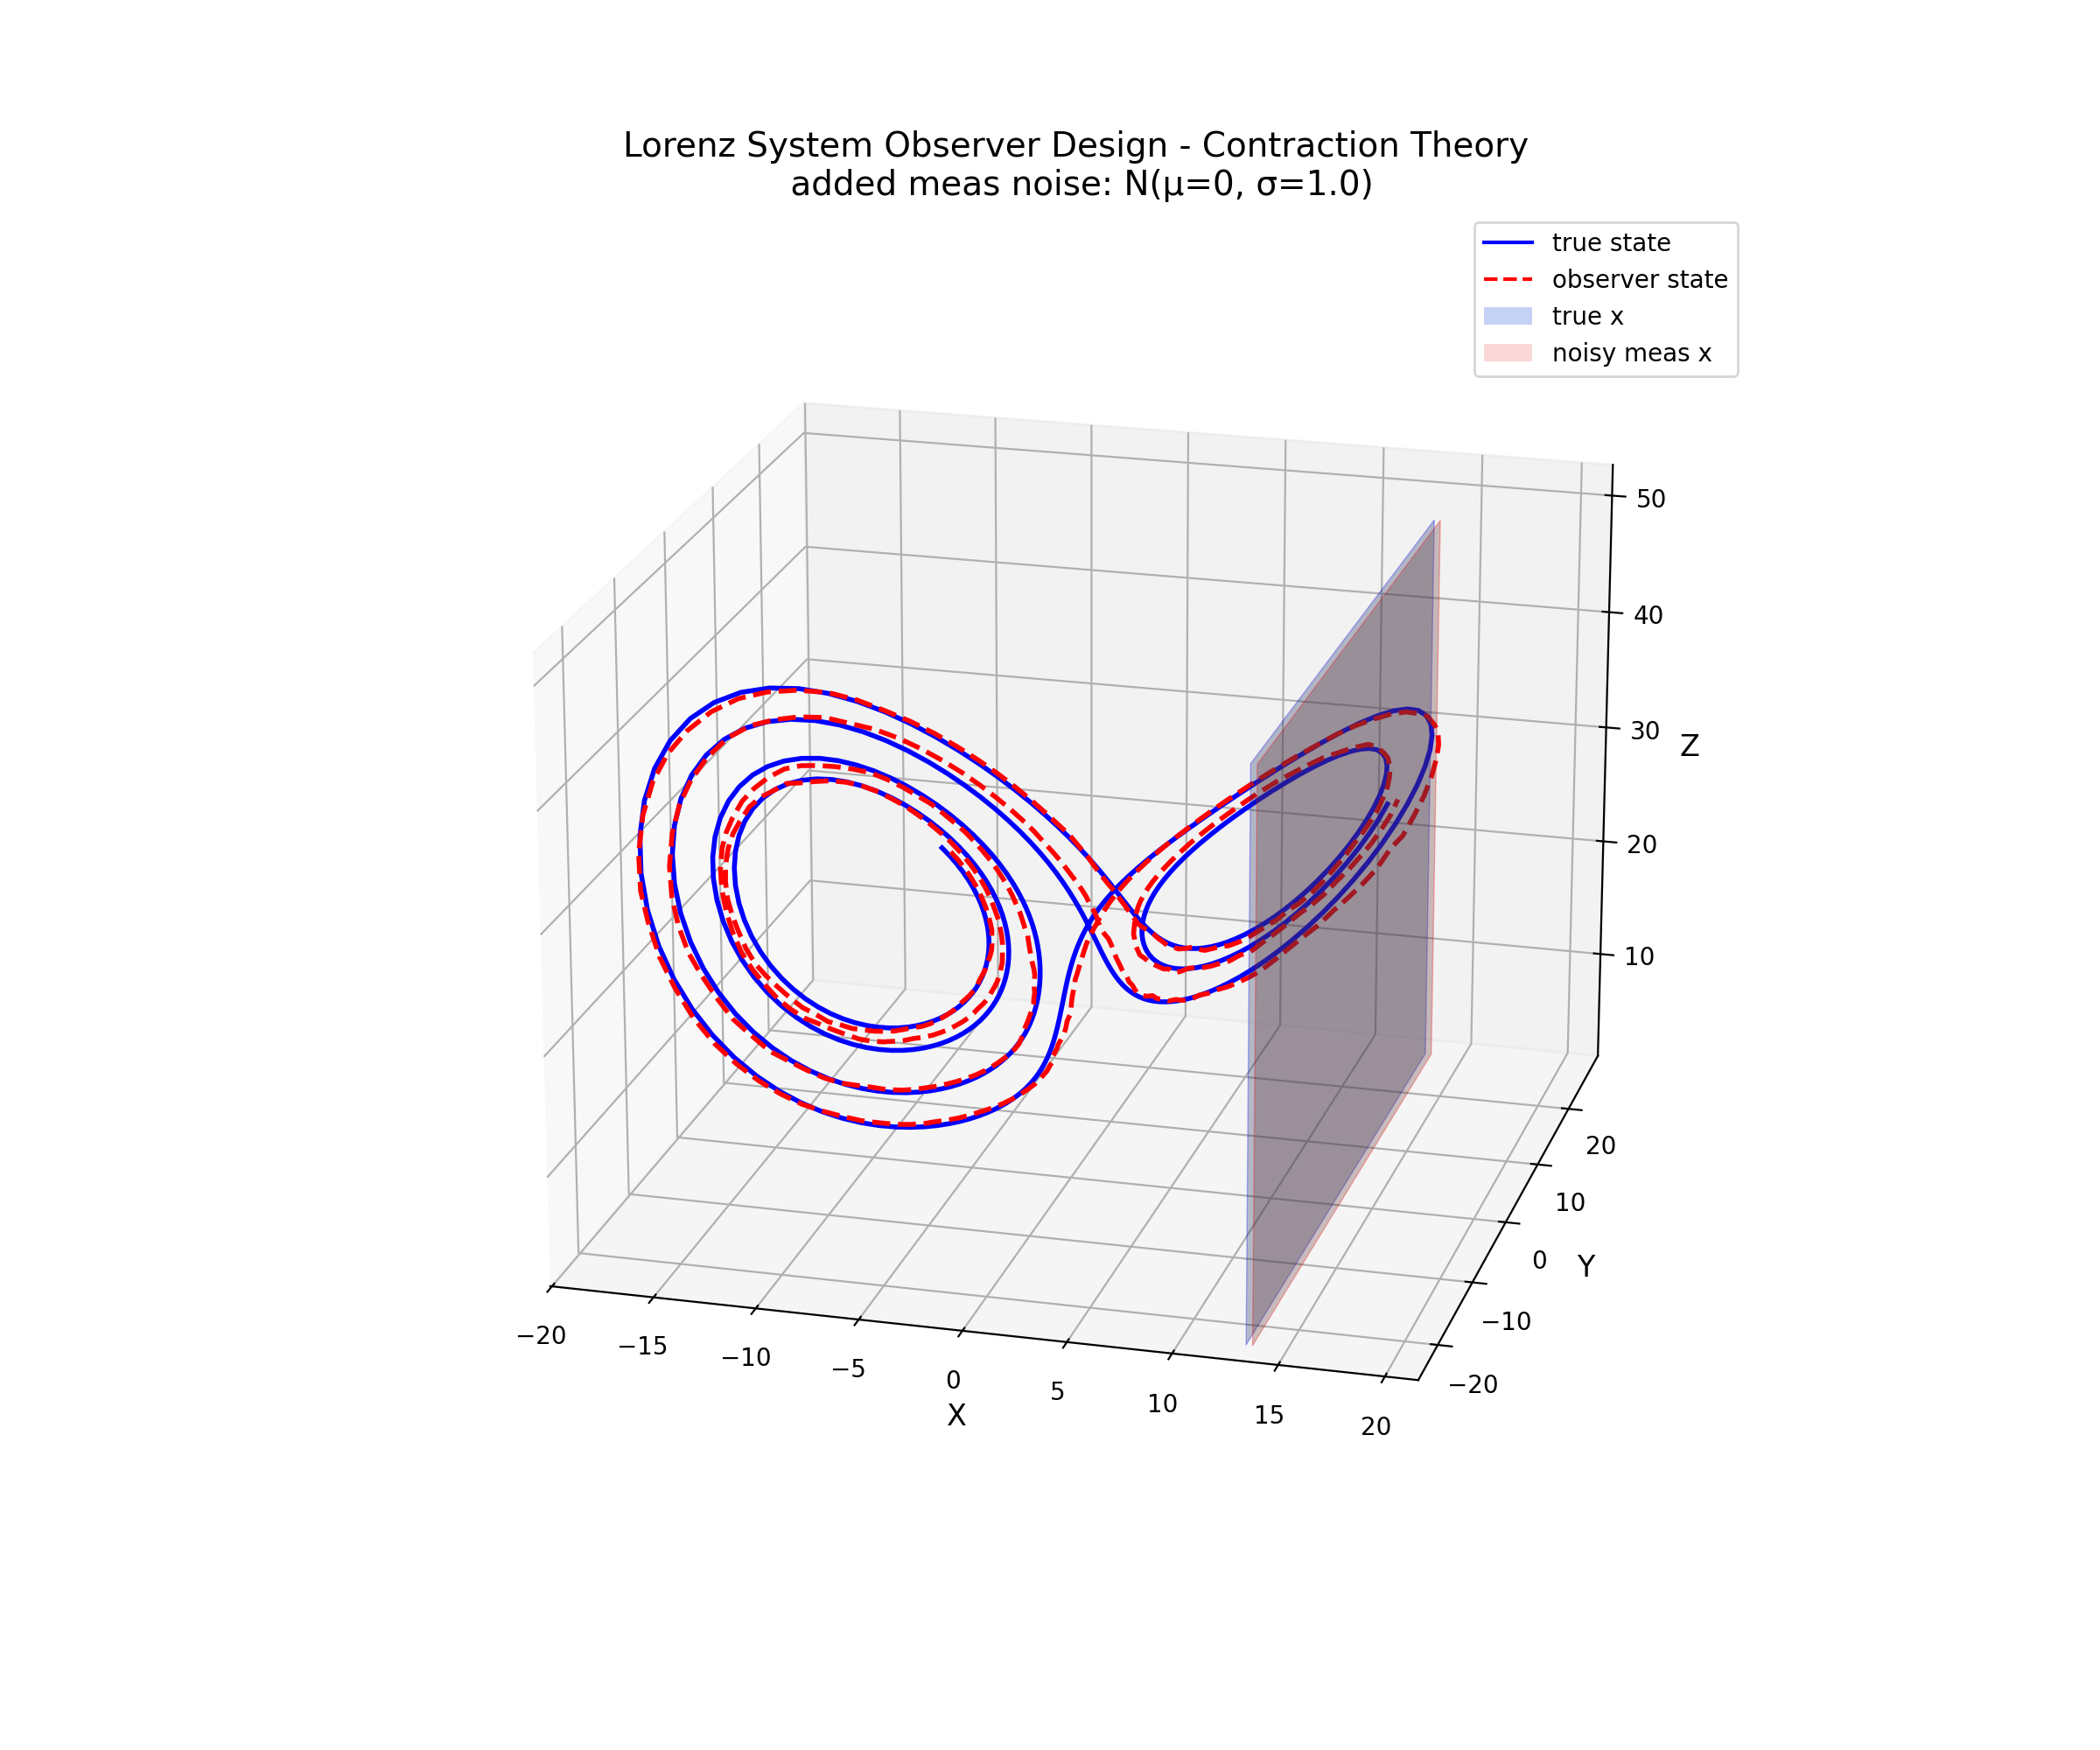 Lorenz System Observer Design - Contraction Theory
added meas noise: N(μ=0, σ=1.0)
true state
observer state
true x
noisy meas x
50
40
30
Z
20
10
20
10
0
Y
−10
−20
−20
−15
−10
−5
0
5
10
15
20
X